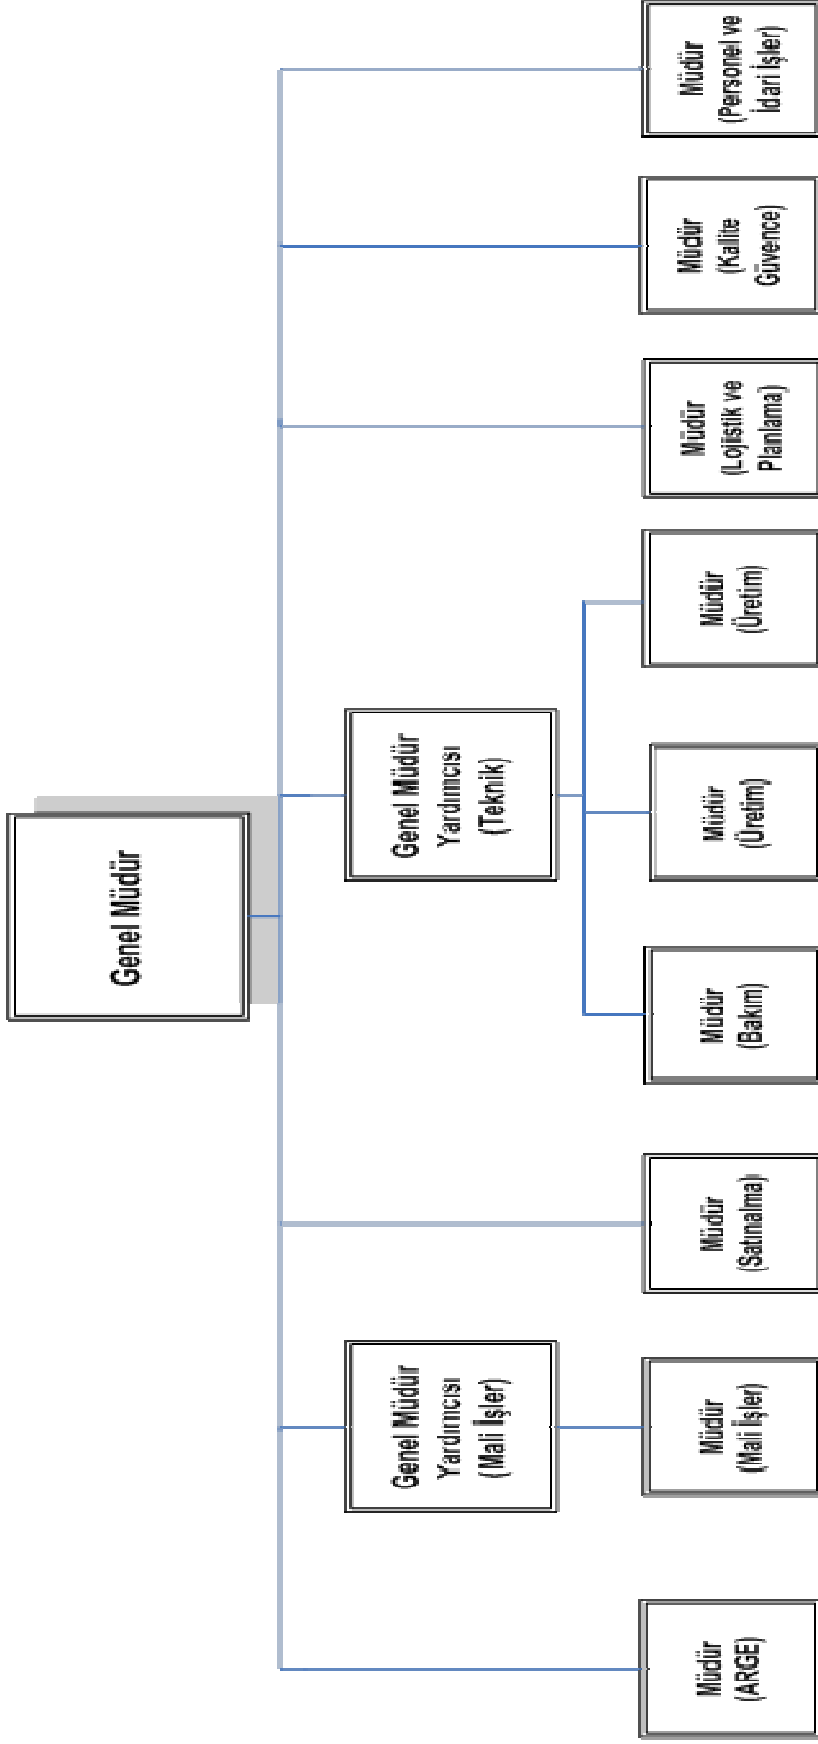 Genel Müdür
Genel Müdür
Yardımcısı
(Mali İşler)
Genel Müdür
Yardımcısı
(Teknik)
Müdür
(ARGE)
Müdür
(Mali İşler)
Müdür
(Satınalma)
Müdür
(Bakım)
Müdür
(Üretim)
Müdür
(Üretim)
Müdür
(Lojistik ve
Planlama)
Müdür
(Kalite
Güvence)
Müdür
(Personel ve
İdari İşler)